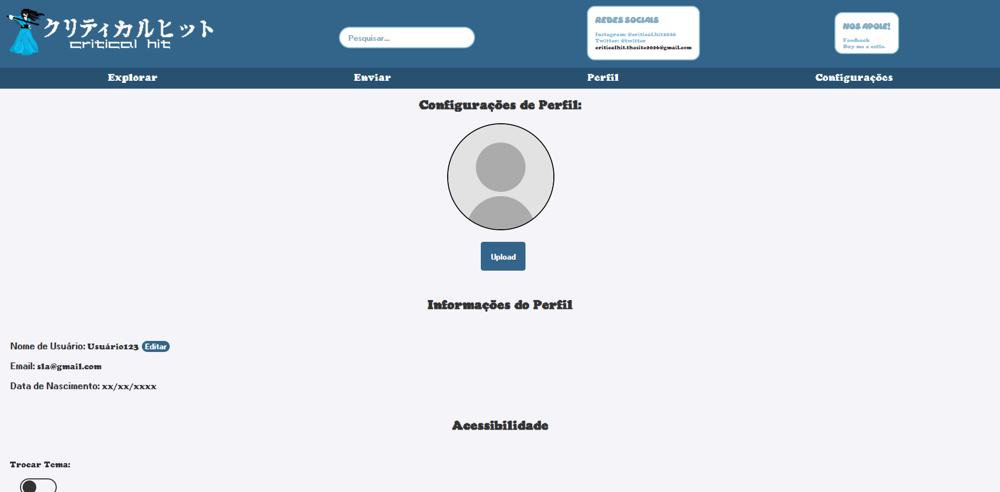 クリティカルヒット
critical hit
Pesquisar...
REDES SOCIAIS
Instagram: @critical.hit2026
Twitter: @twitter
criticalhit.thesite2026@gmail.com
NOS APOIE!
Feedback
Buy me a coffe.
Explorar
Enviar
Perfil
Configurações
Configurações de Perfil:
Upload
Informações do Perfil
Nome de Usuário: Usuário123 Editar
Email: sla@gmail.com
Data de Nascimento: xx/xx/xxxx
Acessibilidade
Trocar Tema: